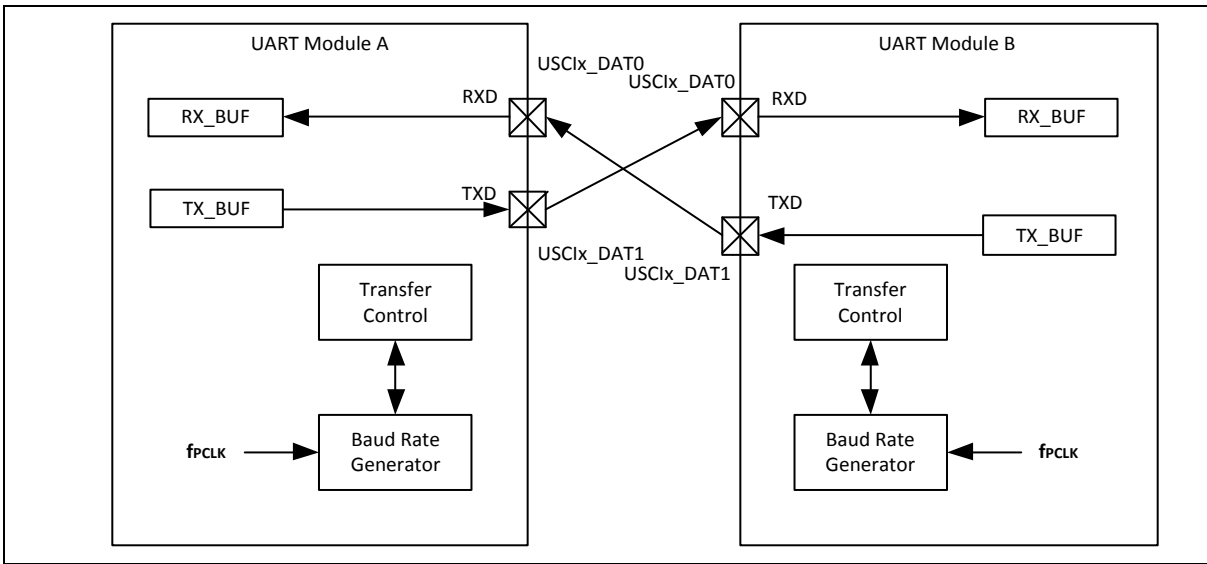 UART Module A
UART Module B
USCIx_DAT0
USCIx_DAT0
RXD
RXD
RX_BUF
RX_BUF
TXD
TXD
TX_BUF
TX_BUF
USCIx_DAT1
USCIx_DAT1
Transfer
Control
Transfer
Control
fPCLK
Baud Rate
Generator
Baud Rate
Generator
fPCLK